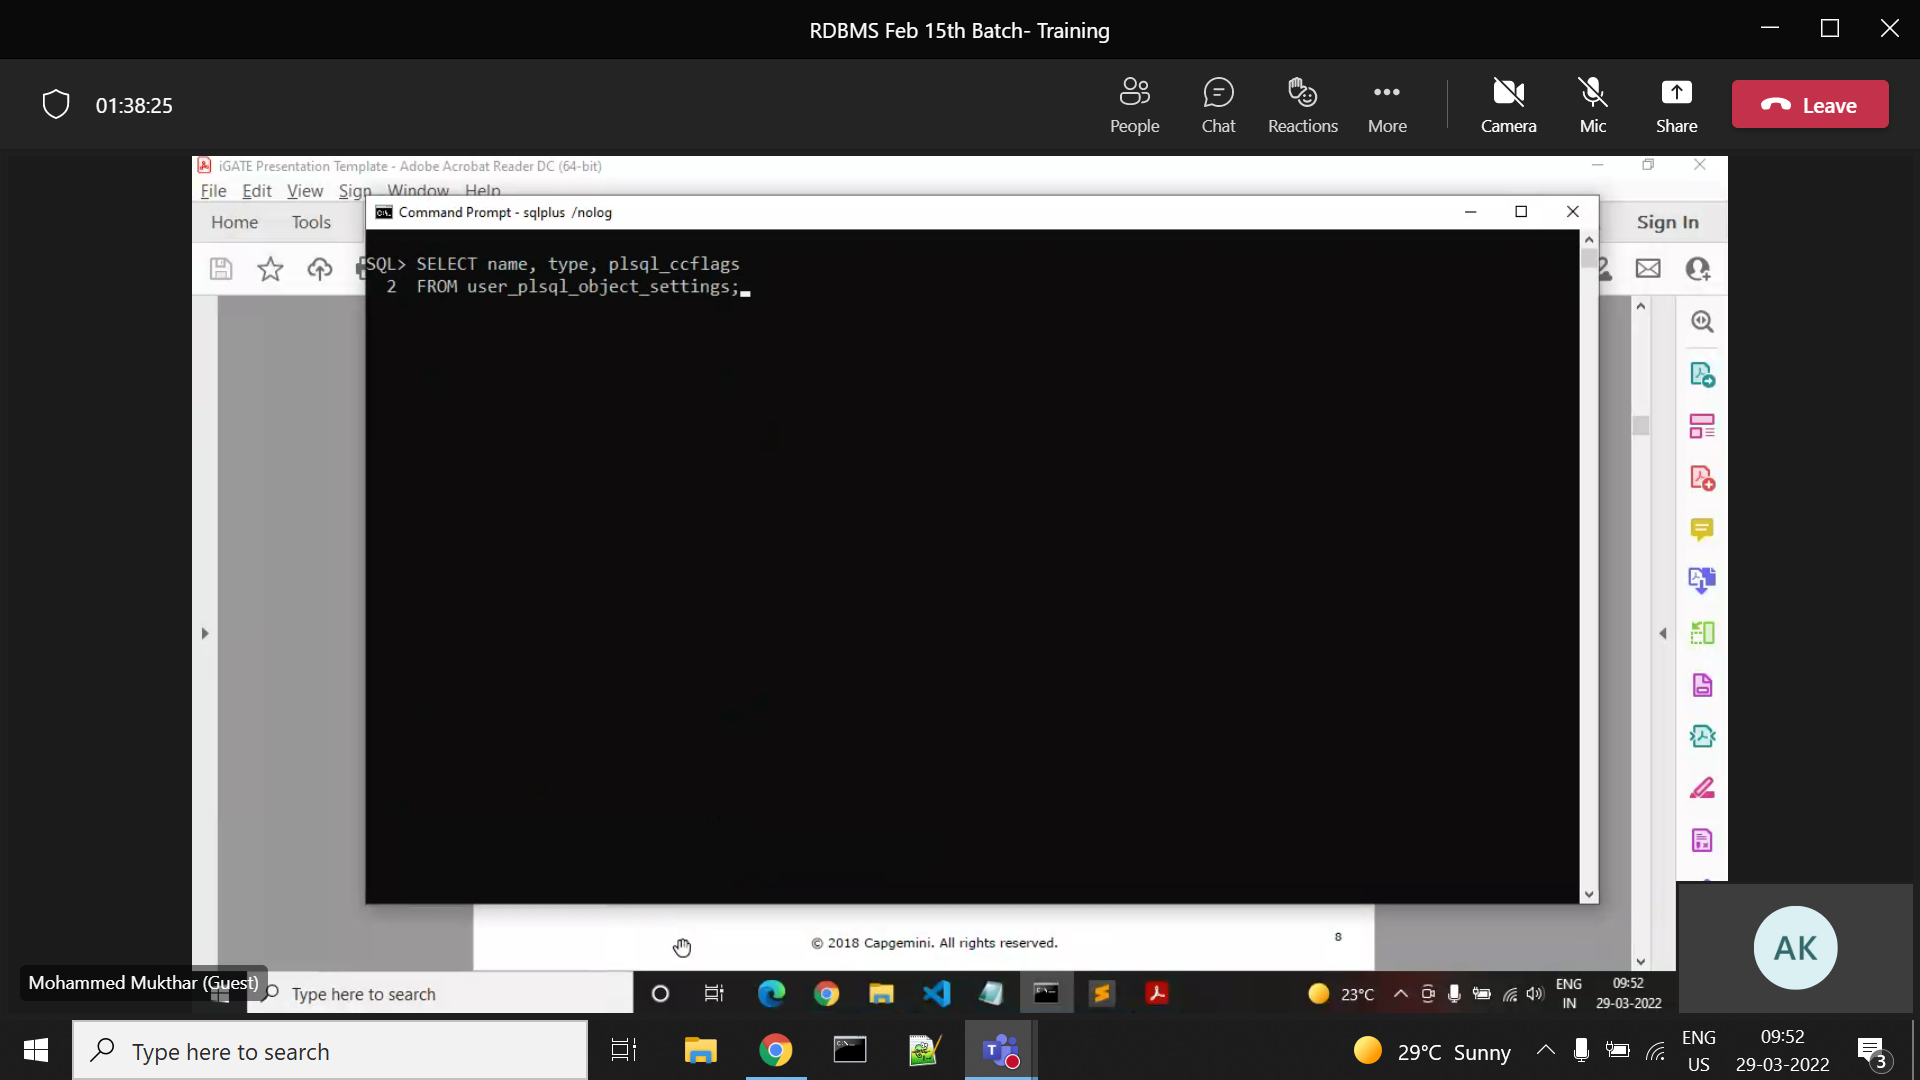 RDBMS Feb 15th Batch- Training
01:38:25
People
Chat
Reactions
More
Camera
Mic
Share
Leave
iGATE Presentation Template - Adobe Acrobat Reader DC (64-bit)
File Edit View Sign Window Help
Home Tools
Sign In
Command Prompt - sqlplus /nolog
SQL> SELECT name, type, plsql_ccflags
2 FROM user_plsql_object_settings;
© 2018 Capgemini. All rights reserved.
8
AK
Mohammed Mukthar (Guest)
Type here to search
23°C
ENG
IN
09:52
29-03-2022
Type here to search
29°C Sunny
ENG
US
09:52
29-03-2022
3